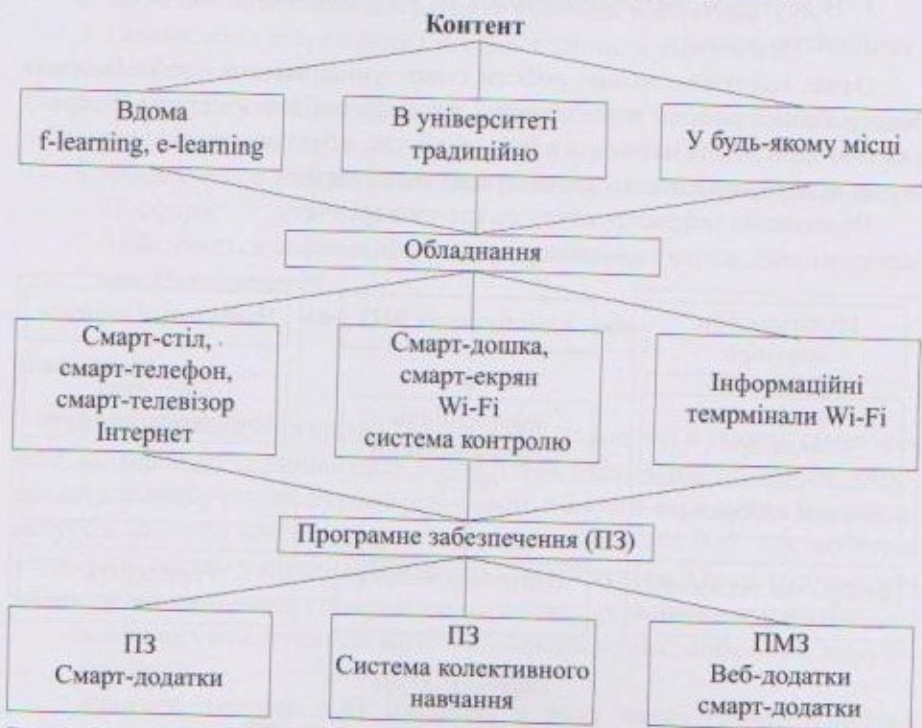 Контент
Вдома
f-learning, e-learning
В університеті
традиційно
У будь-якому місці
Обладнання
Смарт-стіл,
смарт-телефон,
смарт-телевізор
Інтернет
Смарт-дошка,
смарт-екрян
Wi-Fi
система контролю
Інформаційні
темрмінали Wi-Fi
Програмне забезпечення (ПЗ)
ПЗ
Смарт-додатки
ПЗ
Система колективного
навчання
ПМЗ
Веб-додатки
смарт-додатки